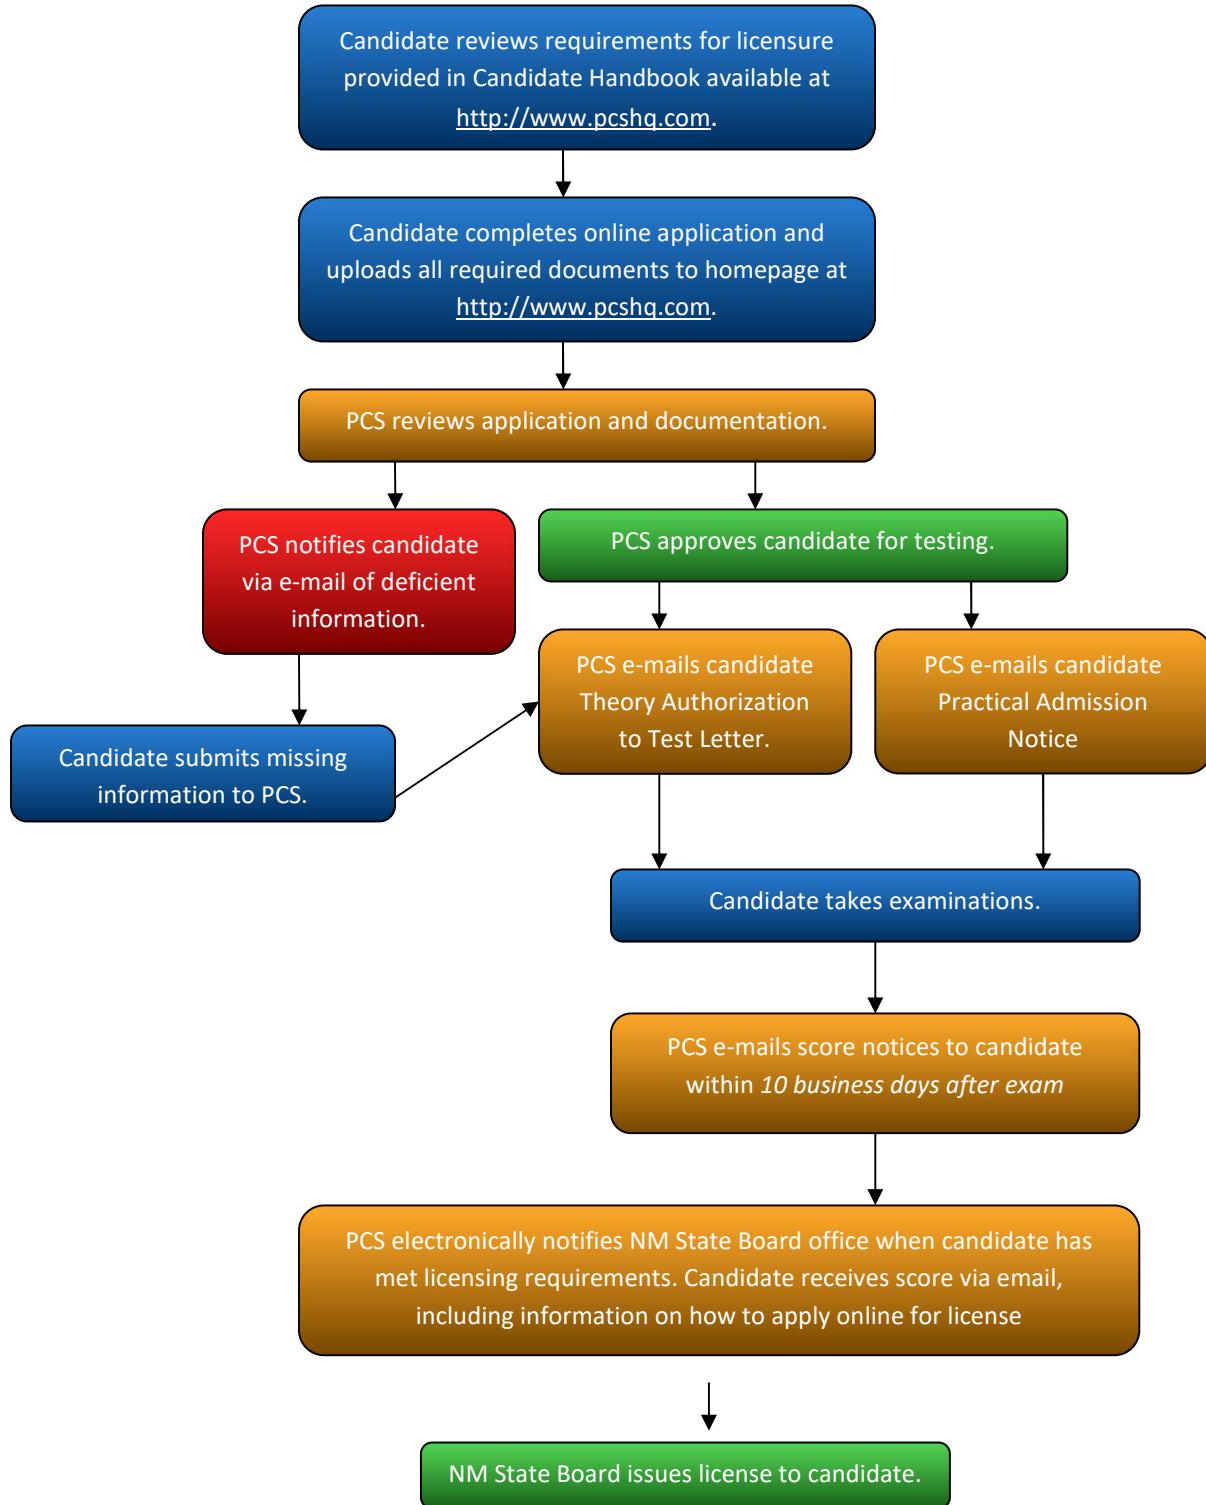 Candidate reviews requirements for licensure
provided in Candidate Handbook available at
http://www.pcshq.com.
Candidate completes online application and
uploads all required documents to homepage at
http://www.pcshq.com.
PCS reviews application and documentation.
PCS notifies candidate
via e-mail of deficient
information.
PCS approves candidate for testing.
PCS e-mails candidate
Theory Authorization
to Test Letter.
PCS e-mails candidate
Practical Admission
Notice
Candidate submits missing
information to PCS.
Candidate takes examinations.
PCS e-mails score notices to candidate
within 10 business days after exam
PCS electronically notifies NM State Board office when candidate has
met licensing requirements. Candidate receives score via email,
including information on how to apply online for license
NM State Board issues license to candidate.